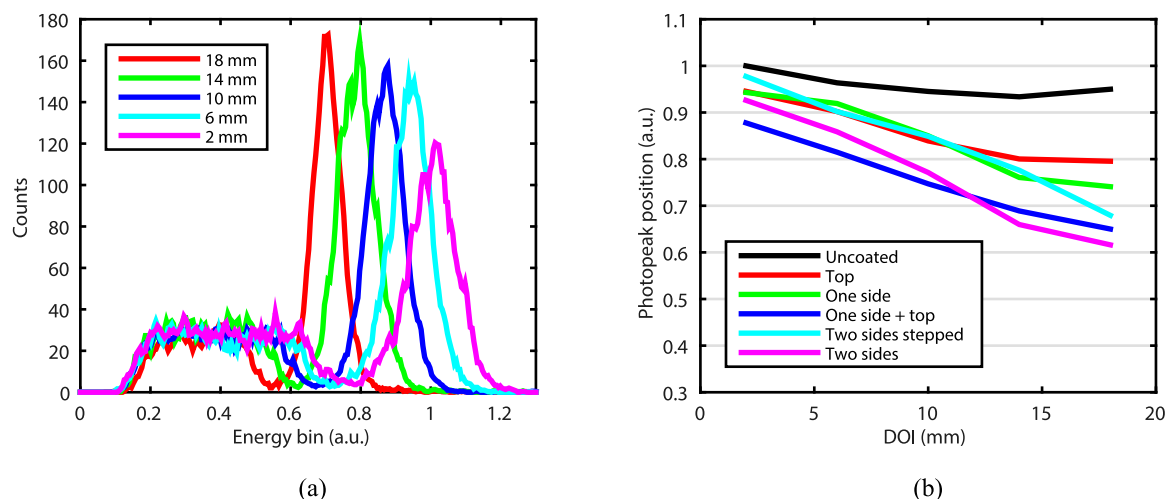 180
160
140
120
100
80
60
40
20
0
Counts
18 mm
14 mm
10 mm
6 mm
2 mm
0 0.2 0.4 0.6 0.8 1 1.2
Energy bin (a.u.)
(a)
1
0.9
0.8
0.7
0.6
0.5
0.4
0.3
Photopeak position (a.u.)
Uncoated
Top
One side
One side + top
Two sides stepped
Two sides
0 5 10 15 20
DOI (mm)
(b)